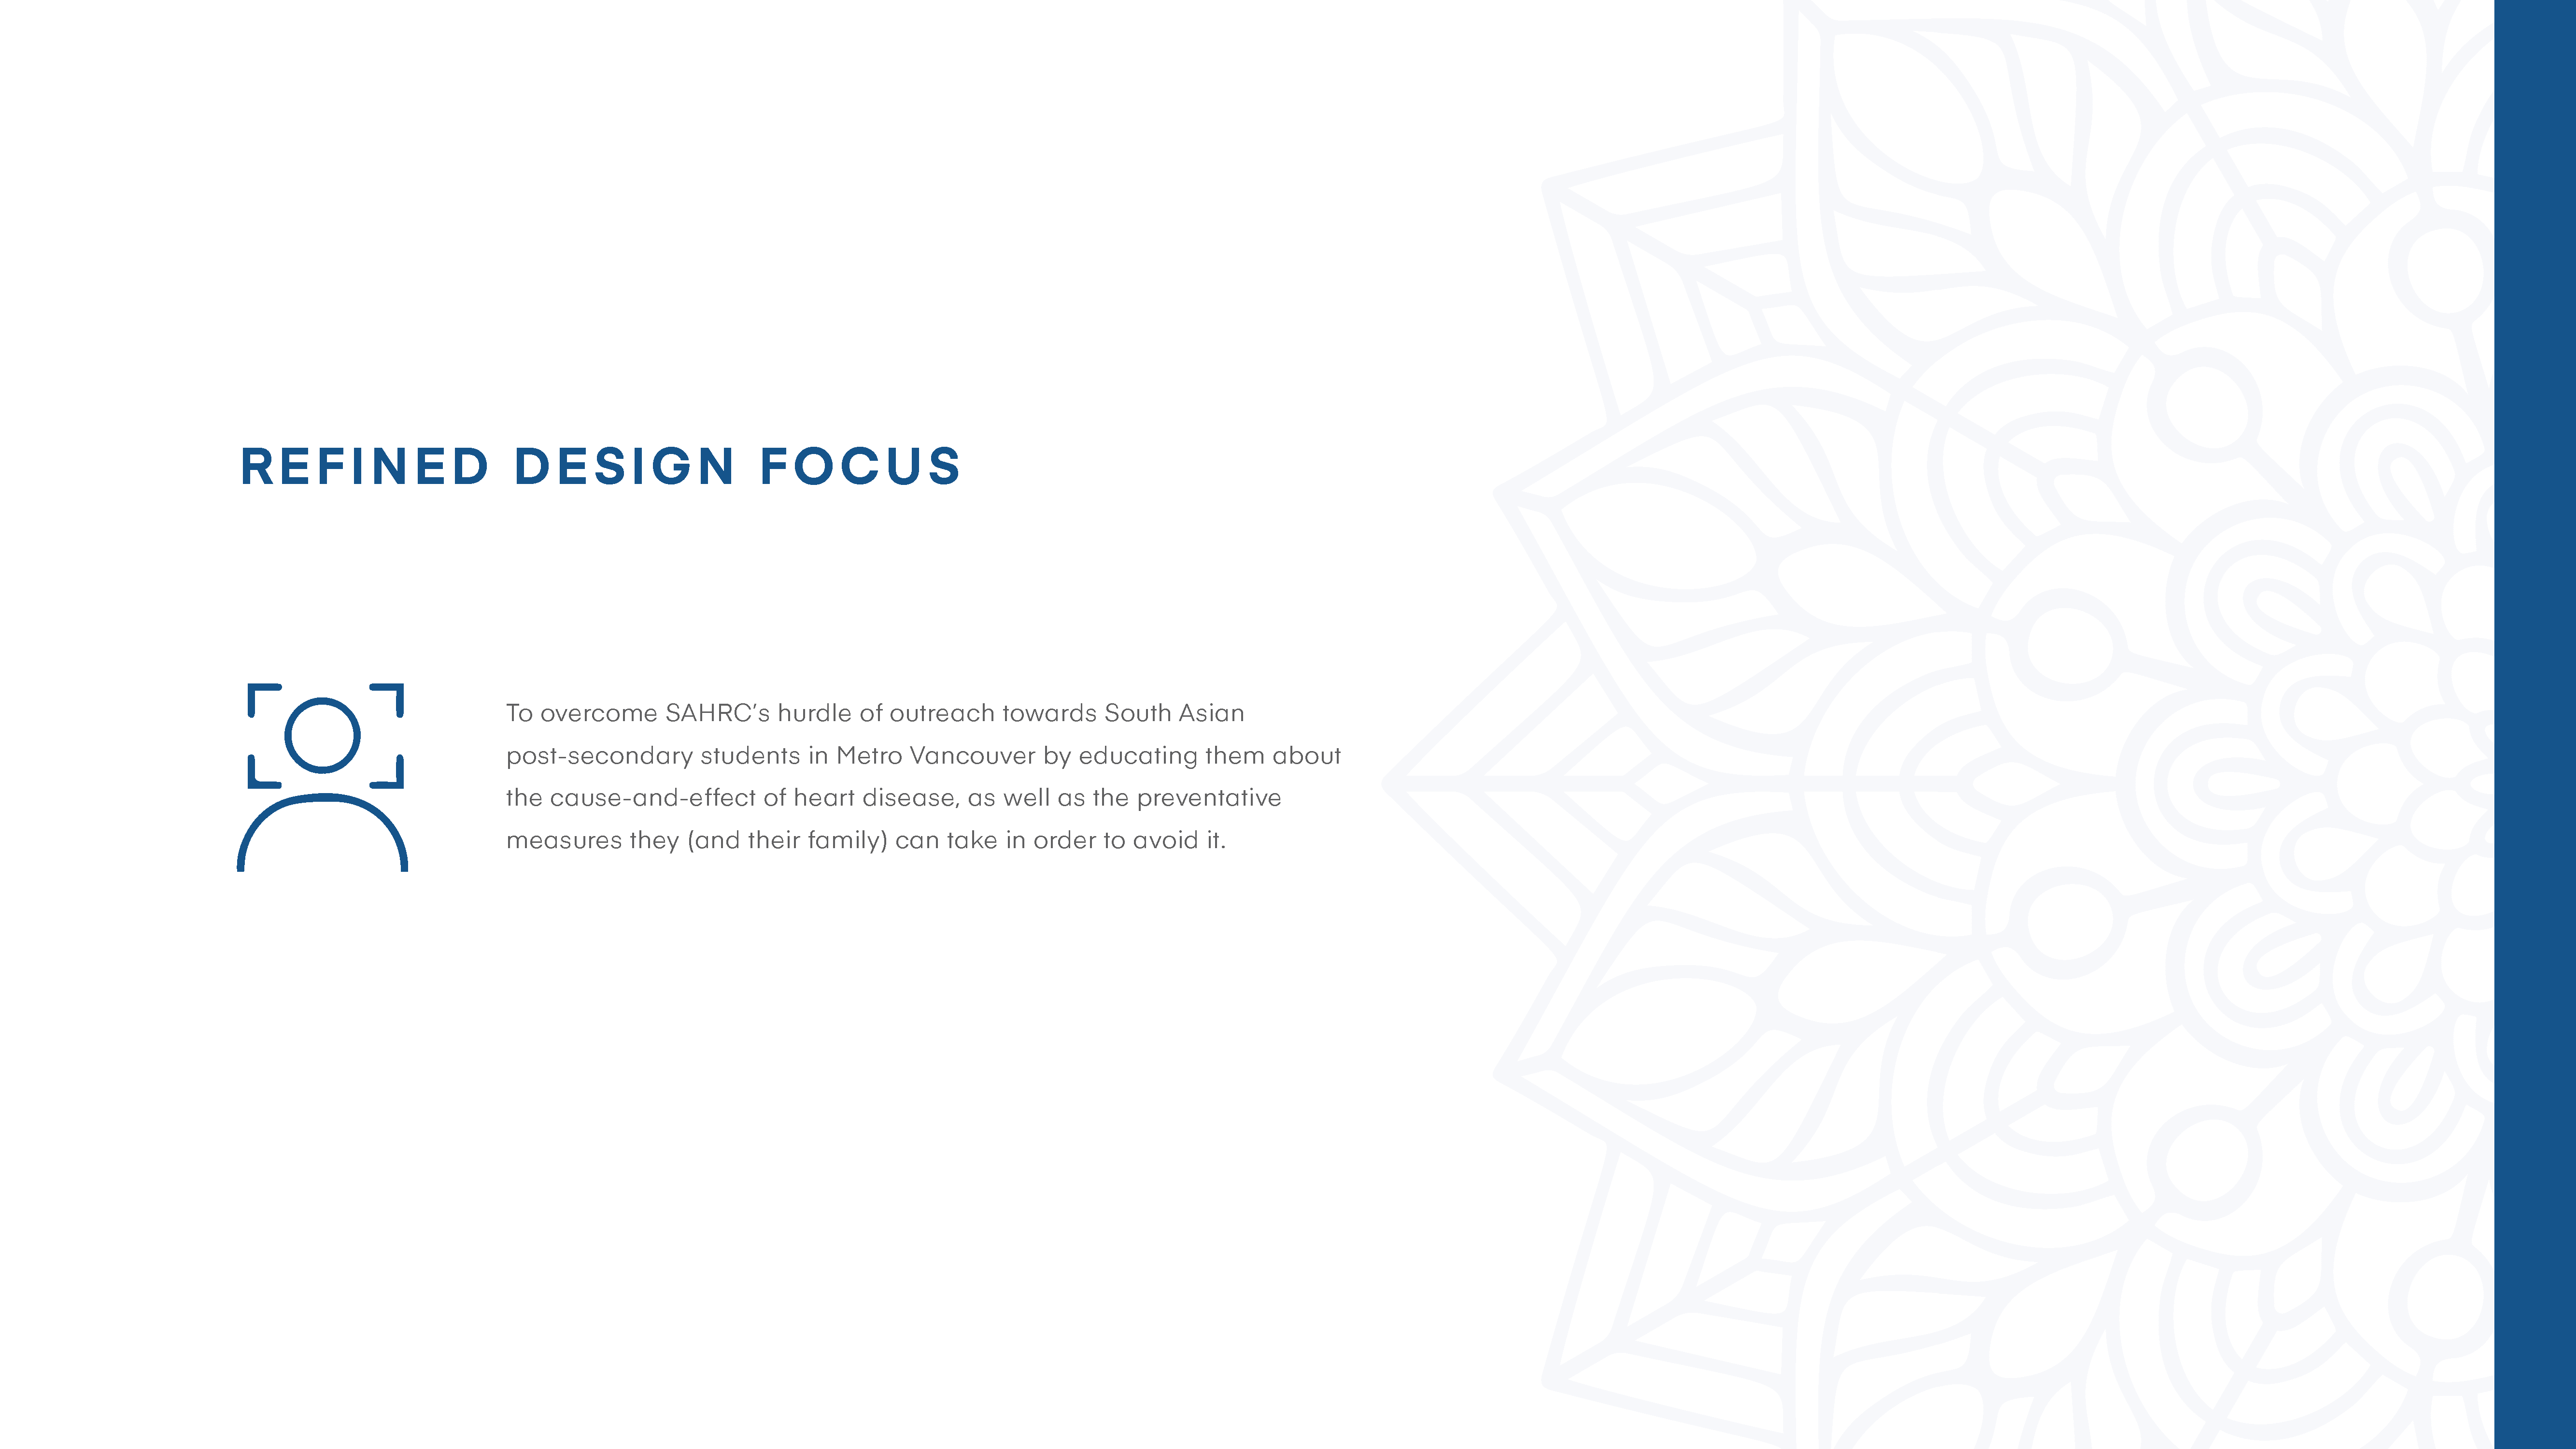 REFINED DESIGN FOCUS
To overcome SAHRC’s hurdle of outreach towards South Asian
post-secondary students in Metro Vancouver by educating them about
the cause-and-effect of heart disease, as well as the preventative
measures they (and their family) can take in order to avoid it.